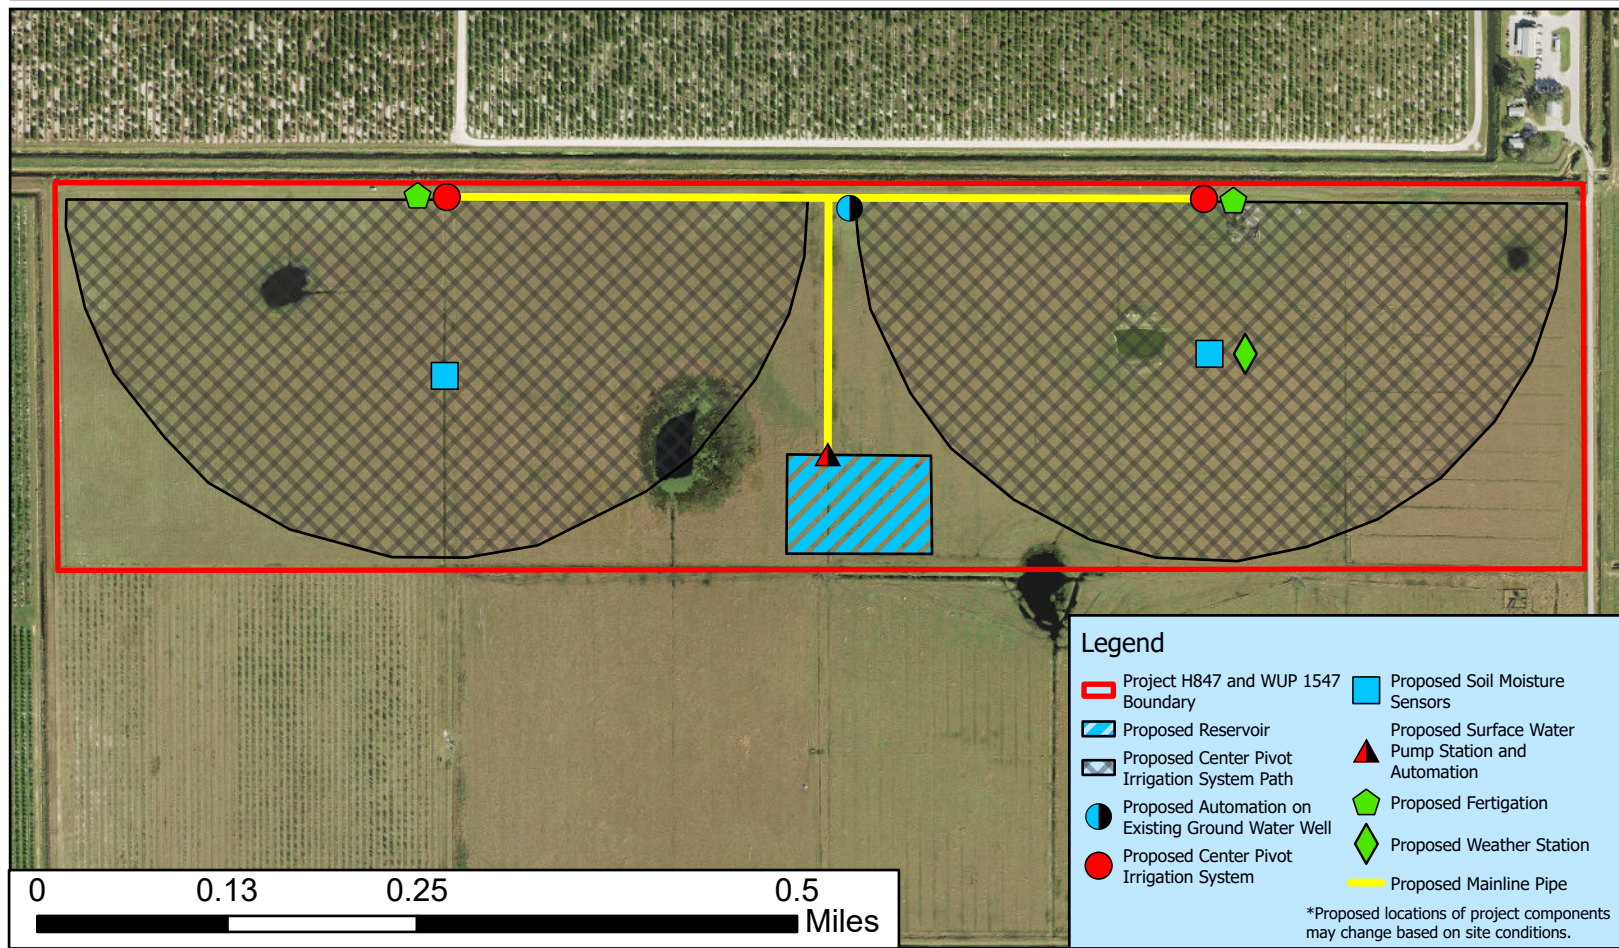 Legend
Project H847 and WUP 1547
Boundary
Proposed Reservoir
Proposed Center Pivot
Irrigation System Path
Proposed Automation on
Existing Ground Water Well
Proposed Center Pivot
Irrigation System
Proposed Soil Moisture
Sensors
Proposed Surface Water
Pump Station and
Automation
Proposed Fertigation
Proposed Weather Station
Proposed Mainline Pipe
*Proposed locations of project components
may change based on site conditions.
0 0.13 0.25 0.5
Miles